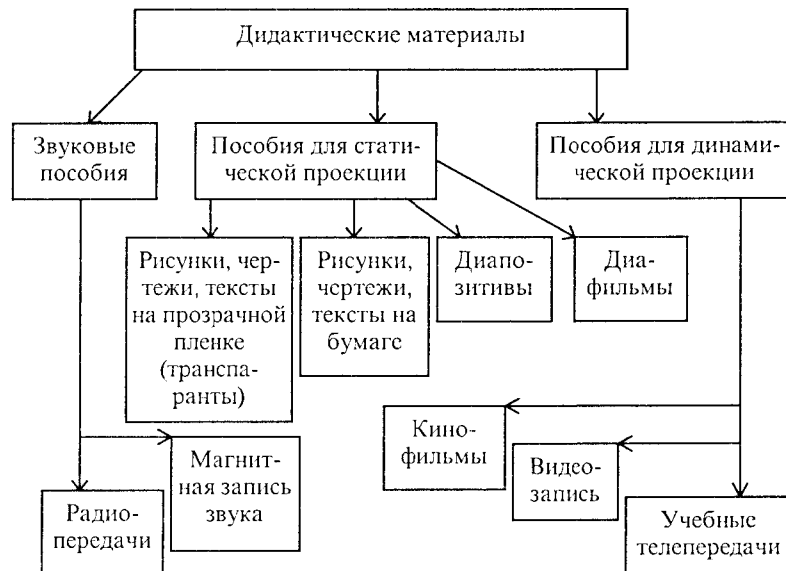 Дидактические материалы
Звуковые
пособия
Пособия для стати-
ческой проекции
Пособия для динами-
ческой проекции
Рисунки, чер-
тежи, тексты
на прозрачной
пленке
(транспа-
ранты)
Рисунки,
чертежи,
тексты на
бумаге
Диапо-
зитивы
Диа-
фильмы
Кино-
фильмы
Видео-
запись
Магнит-
ная запись
звука
Радио-
передачи
Учебные
телепередачи